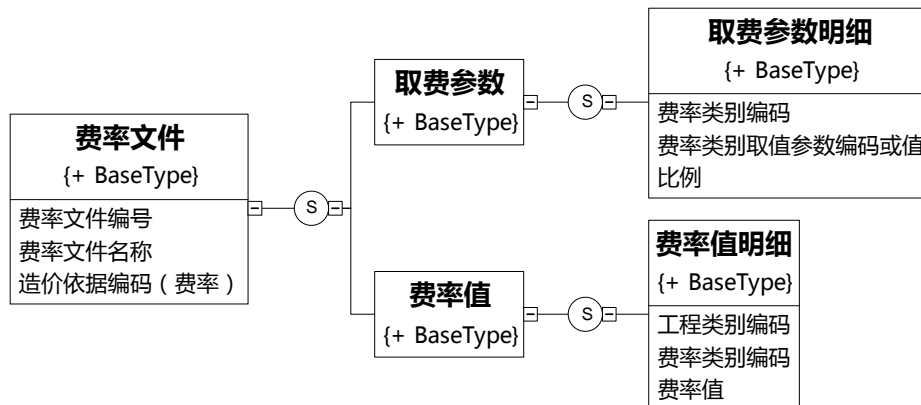 费率文件
{+ BaseType}
费率文件编号
费率文件名称
造价依据编码（费率）
S
取费参数
{+ BaseType}
S
取费参数明细
{+ BaseType}
费率类别编码
费率类别取值参数编码或值
比例
费率值
{+ BaseType}
S
费率值明细
{+ BaseType}
工程类别编码
费率类别编码
费率值